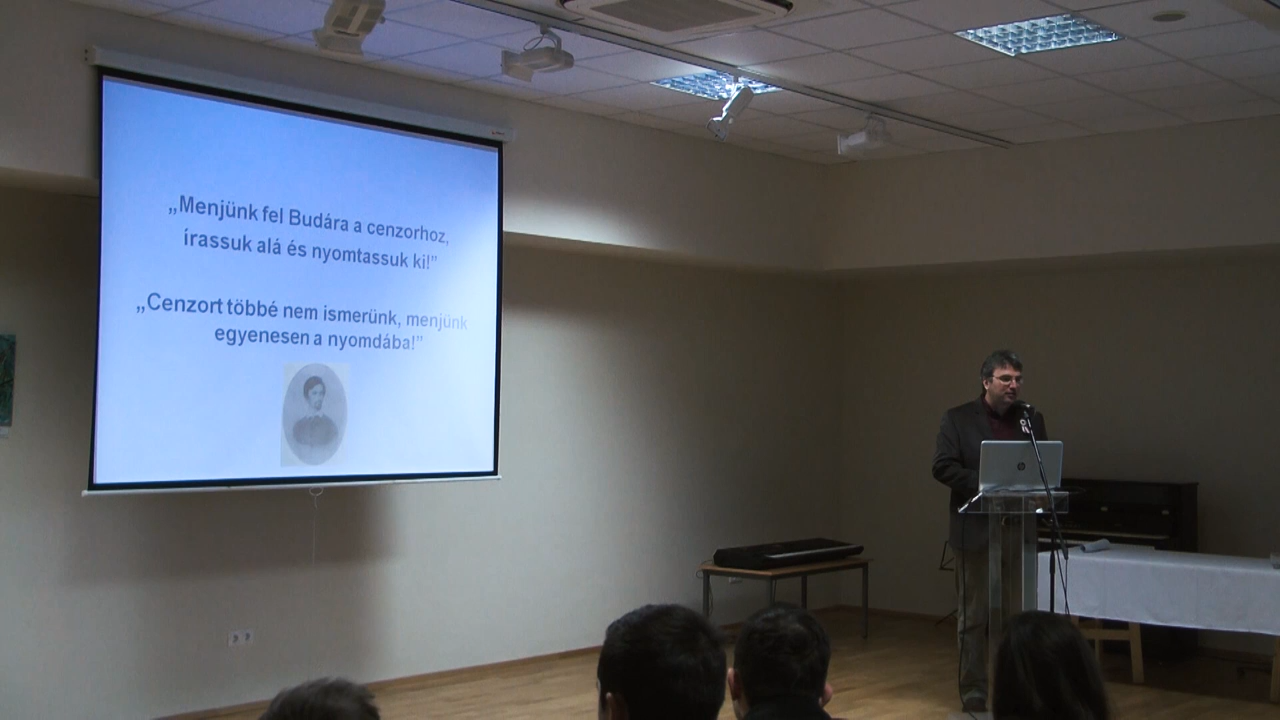 „Menjünk fel Budára a cenzorhoz,
írassuk alá és nyomtassuk ki!”
„Cenzort többé nem ismerünk, menjünk
egyenesen a nyomdába!”